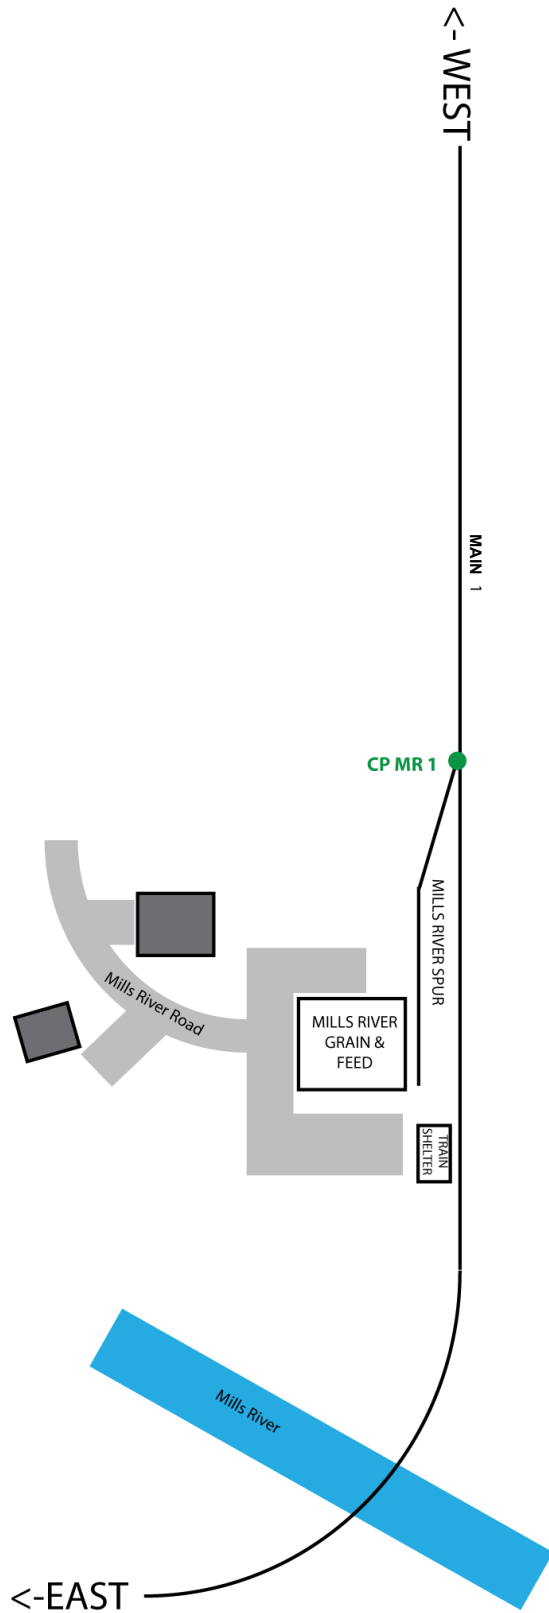 <- WEST
MAIN 1
CP MR 1
MILLS RIVER SPUR
Mills River Road
MILLS RIVER
GRAIN &
FEED
TRAIN
SHELTER
Mills River
<-EAST